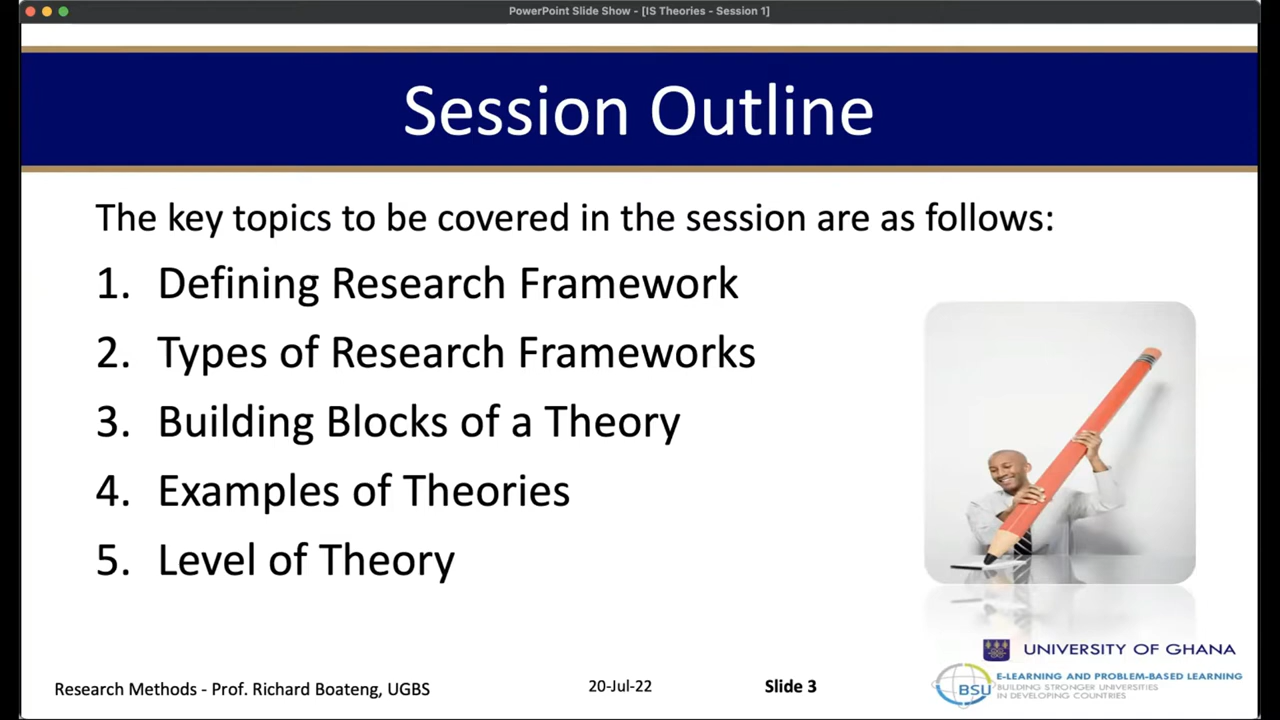 PowerPoint Slide Show - [IS Theories - Session 1]
Session Outline
The key topics to be covered in the session are as follows:
1. Defining Research Framework
2. Types of Research Frameworks
3. Building Blocks of a Theory
4. Examples of Theories
5. Level of Theory
UNIVERSITY OF GHANA
BSU
E-LEARNING AND PROBLEM-BASED LEARNING
BUILDING STRONGER UNIVERSITIES
IN DEVELOPING COUNTRIES
Research Methods - Prof. Richard Boateng, UGBS
20-Jul-22
Slide 3